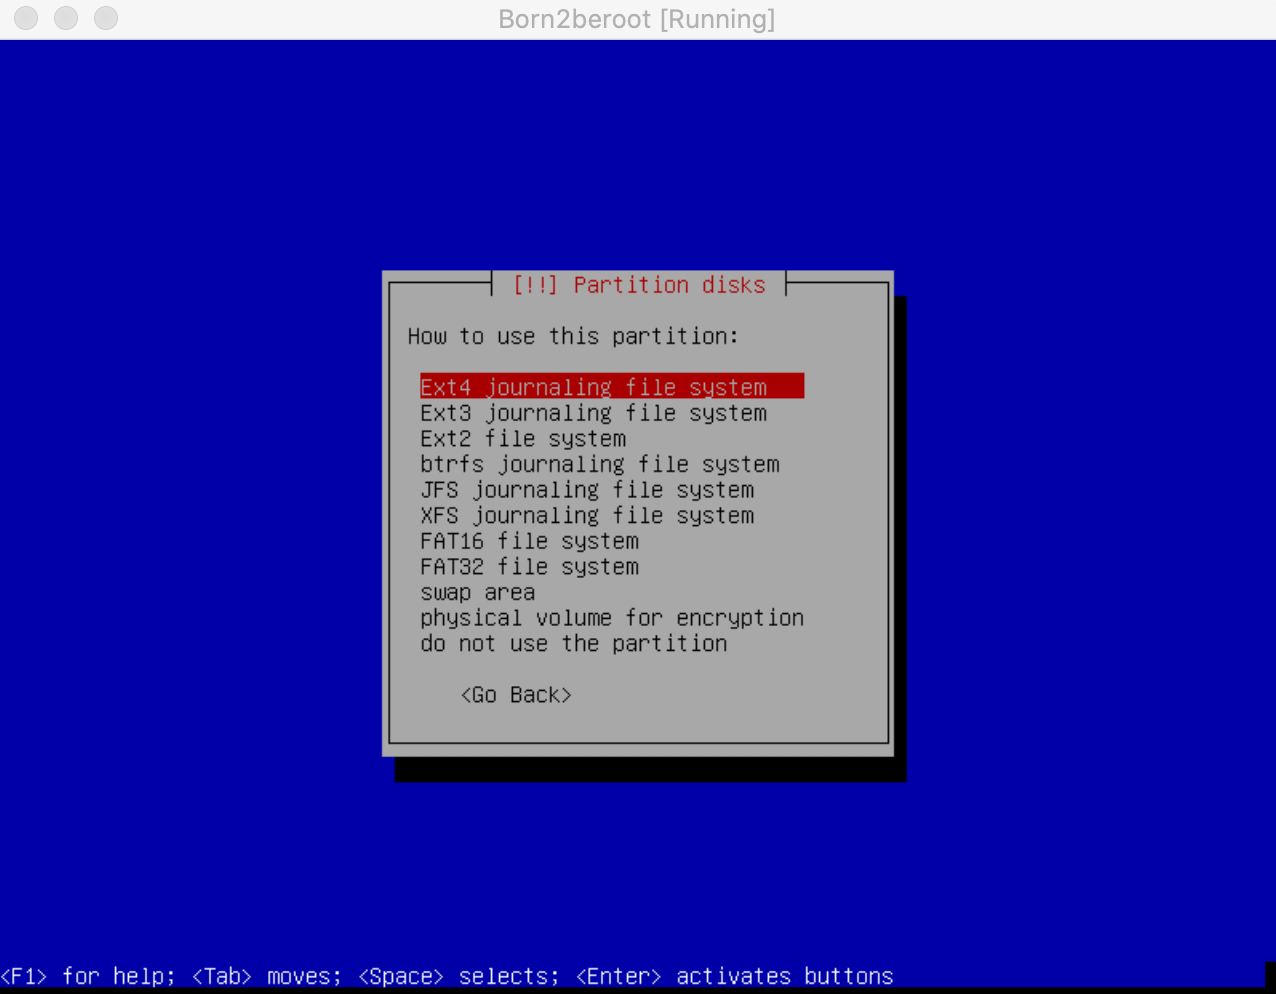 Born2beroot [Running]
[!!] Partition disks
How to use this partition:
Ext4 journaling file system
Ext3 journaling file system
Ext2 file system
btrfs journaling file system
JFS journaling file system
XFS journaling file system
FAT16 file system
FAT32 file system
swap area
physical volume for encryption
do not use the partition
<Go Back>
<F1> for help; <Tab> moves; <Space> selects; <Enter> activates buttons